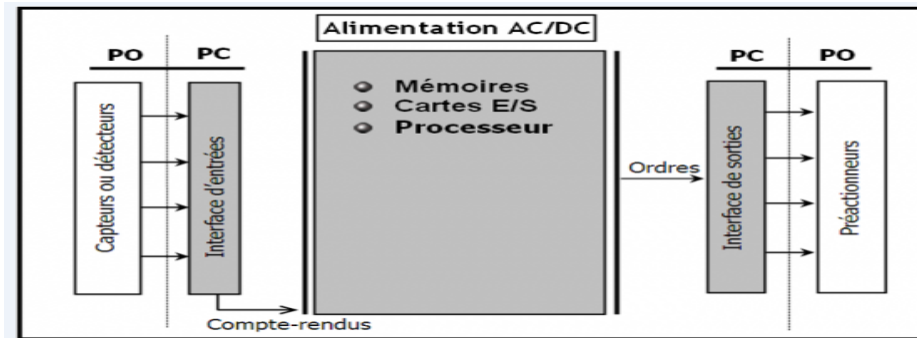 Alimentation AC/DC
PO
PC
Capteurs ou détecteurs
Interface d'entrées
Compte-rendus
Mémoires
Cartes E/S
Processeur
Ordres
PC
PO
Interface de sorties
Préactionneurs